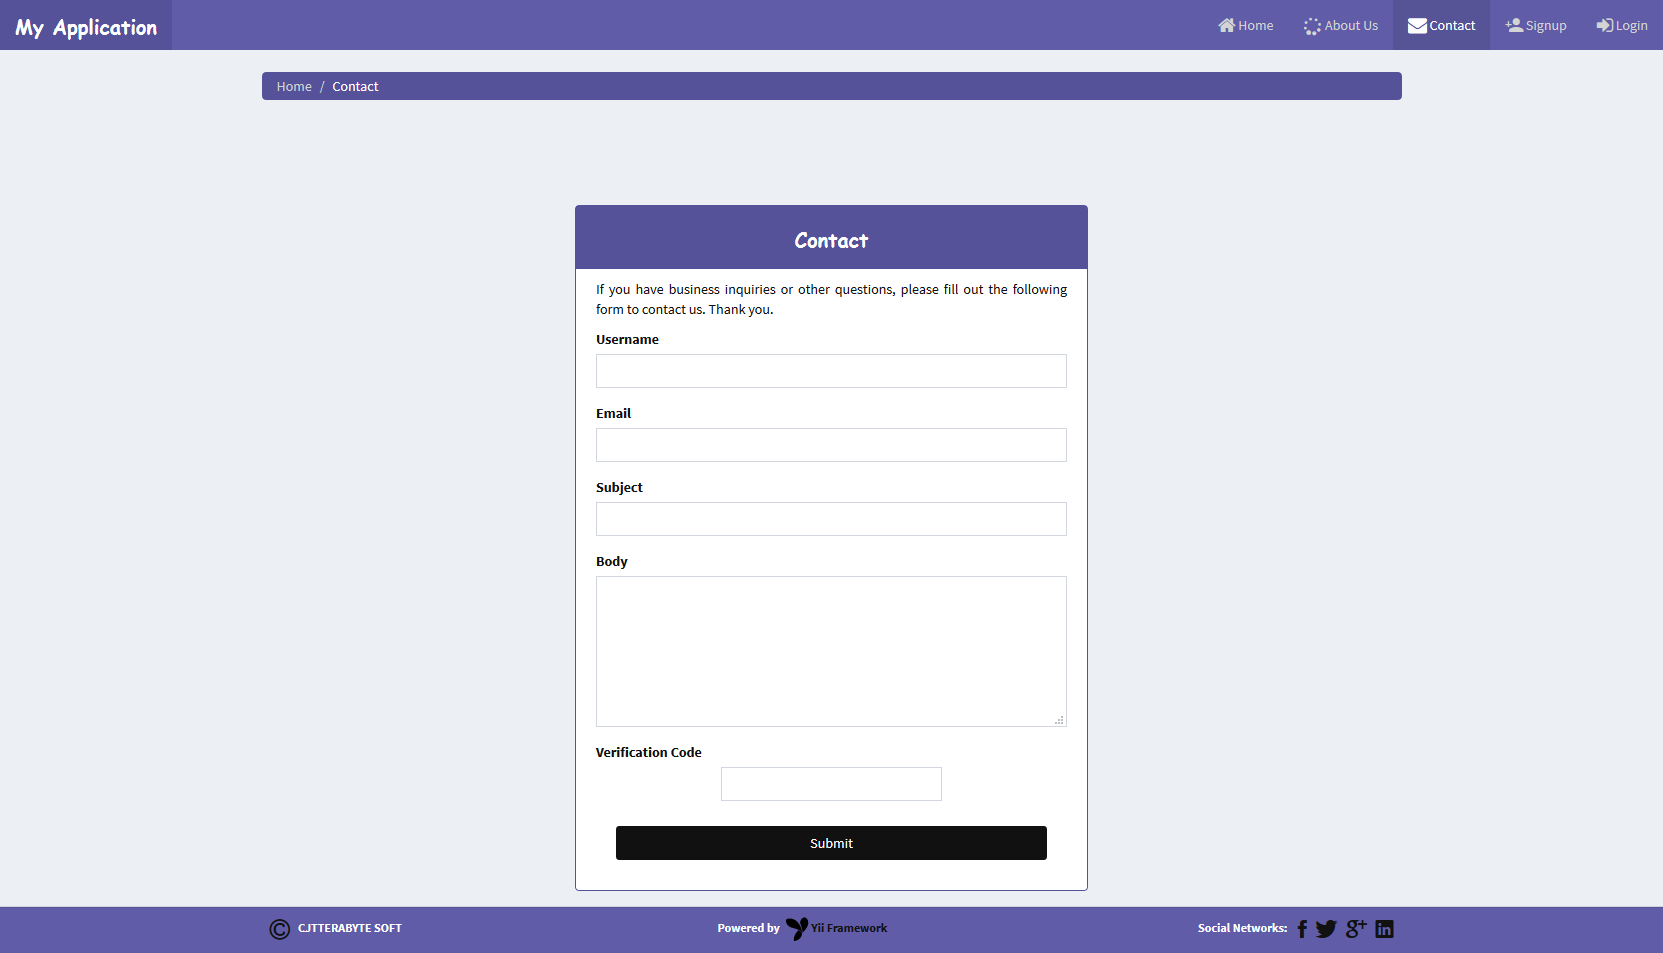 My Application
Home
About Us
Contact
Signup
Login
Home / Contact
Contact
If you have business inquiries or other questions, please fill out the following
form to contact us. Thank you.
Username
Email
Subject
Body
Verification Code
Submit
© CJTTERABYTE SOFT
Powered by Yii Framework
Social Networks: f g+ in